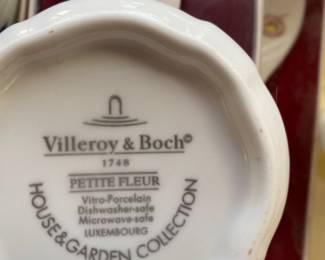 Villeroy & Boch©
1748
PETITE FLEUR
Vitro-Porcelain
Dishwasher-safe
Microwave-safe
LUXEMBOURG
HOUSE & GARDEN COLLECTION